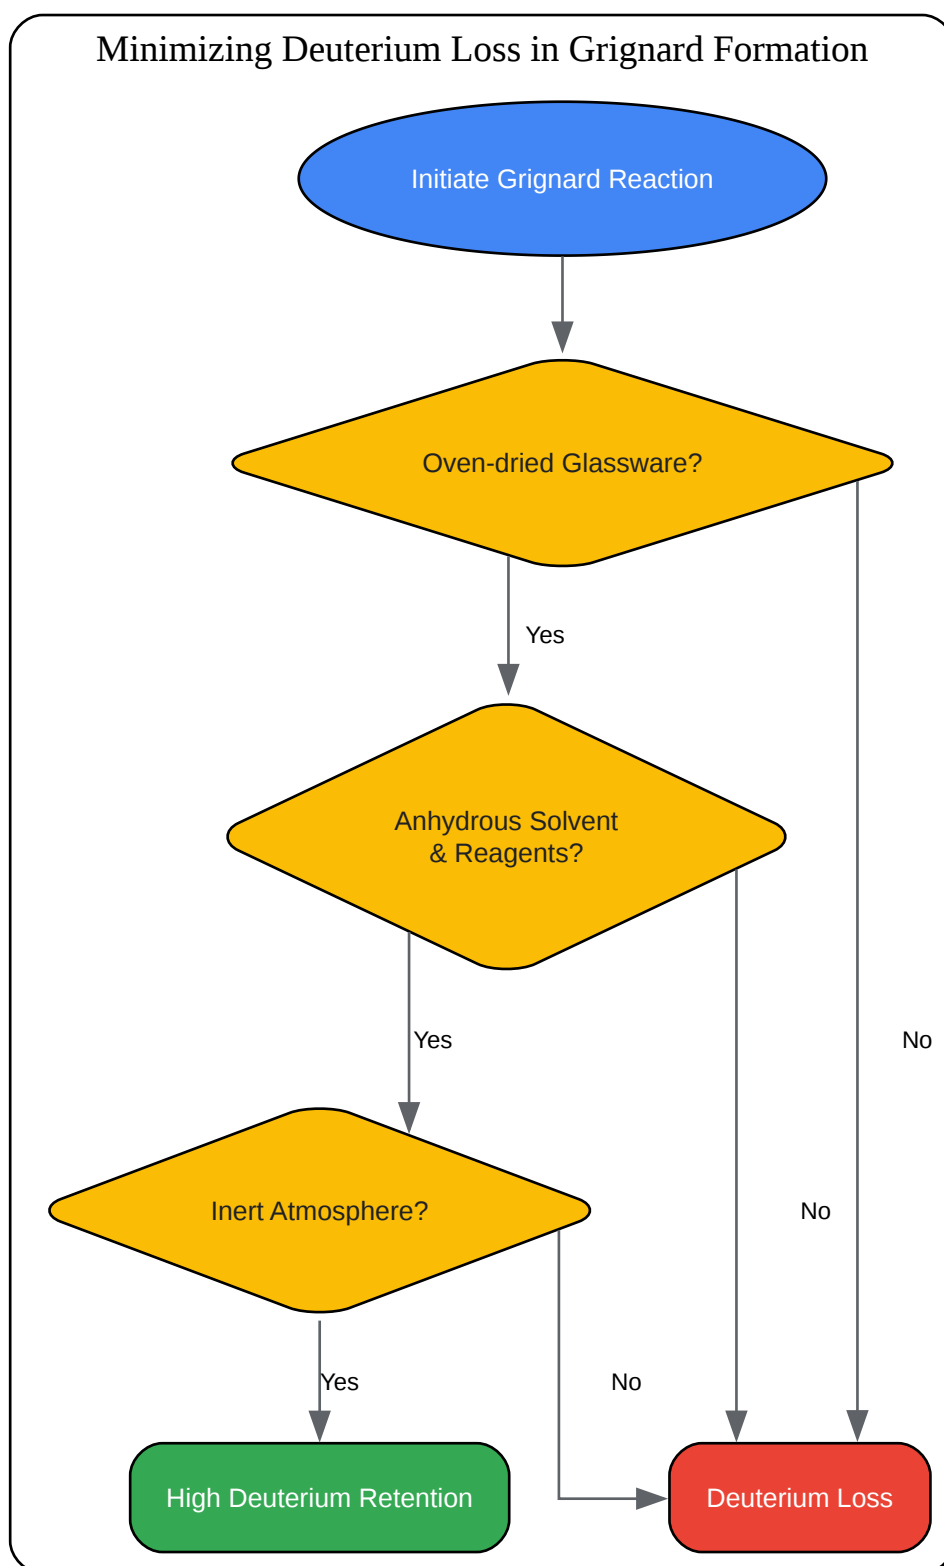 Minimizing Deuterium Loss in Grignard Formation
Initiate Grignard Reaction
Oven-dried Glassware?
Yes
Anhydrous Solvent
& Reagents?
Yes
No
Inert Atmosphere?
No
Yes
No
High Deuterium Retention
Deuterium Loss